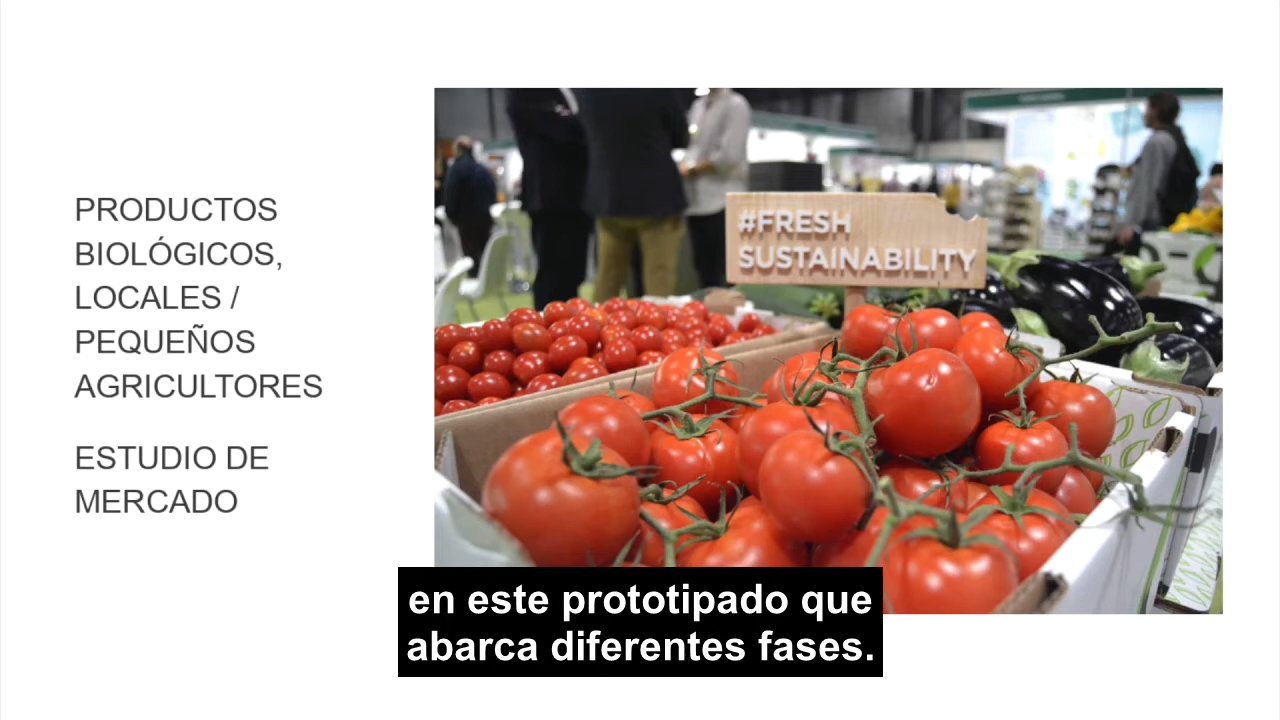 PRODUCTOS
BIOLÓGICOS,
LOCALES /
PEQUEÑOS
AGRICULTORES
ESTUDIO DE
MERCADO
#FRESH
SUSTAINABILITY
en este prototipado que
abarca diferentes fases.